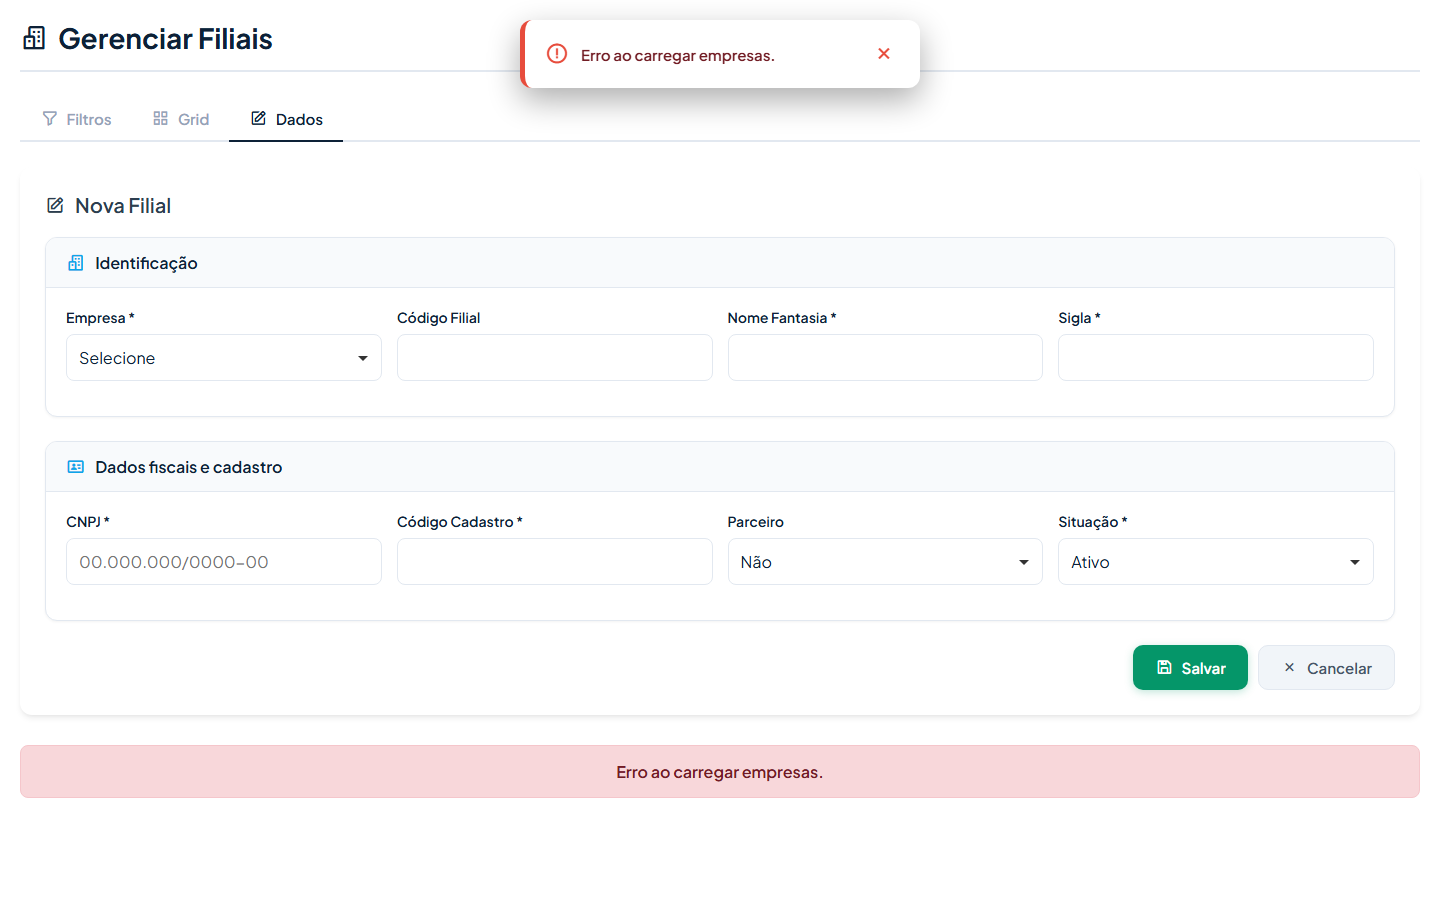 Gerenciar Filiais
Erro ao carregar empresas.
Filtros
Grid
Dados
Nova Filial
Identificação
Empresa *
Código Filial
Nome Fantasia *
Sigla *
Selecione
Dados fiscais e cadastro
CNPJ *
Código Cadastro *
Parceiro
Situação *
00.000.000/0000-00
Não
Ativo
Salvar
Cancelar
Erro ao carregar empresas.